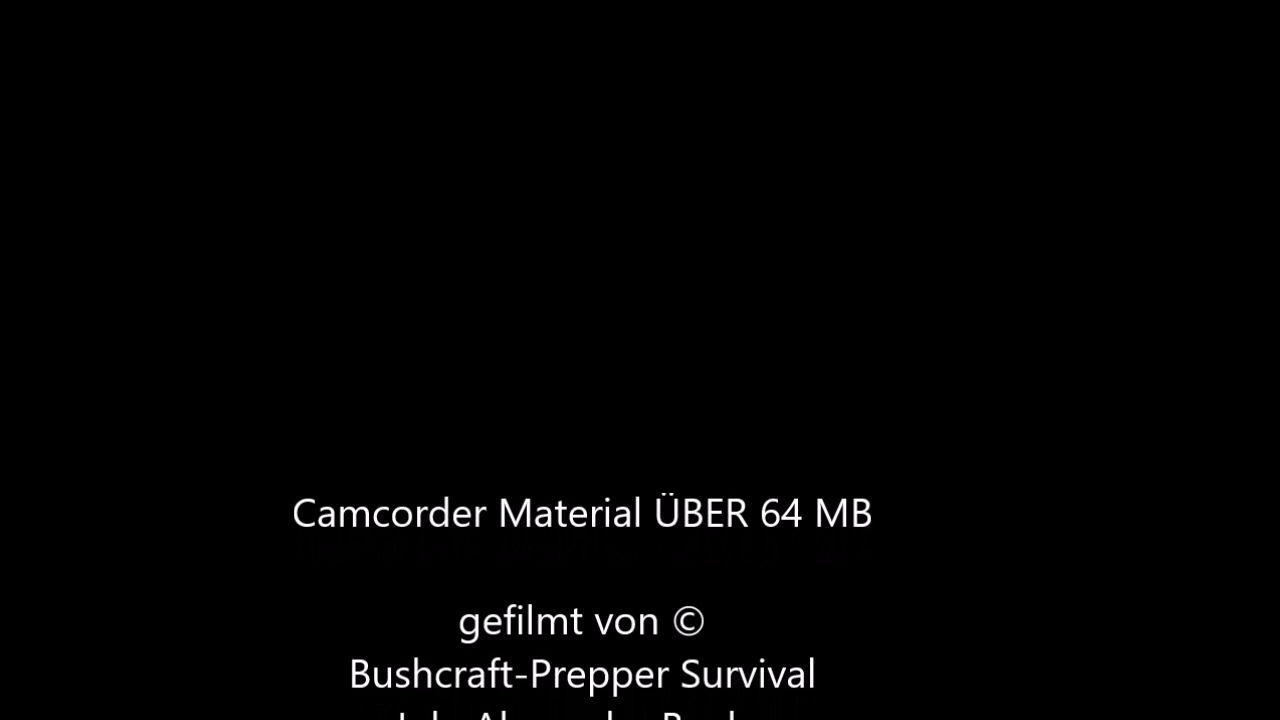 Camcorder Material ÜBER 64 MB
gefilmt von ©
Bushcraft-Prepper Survival